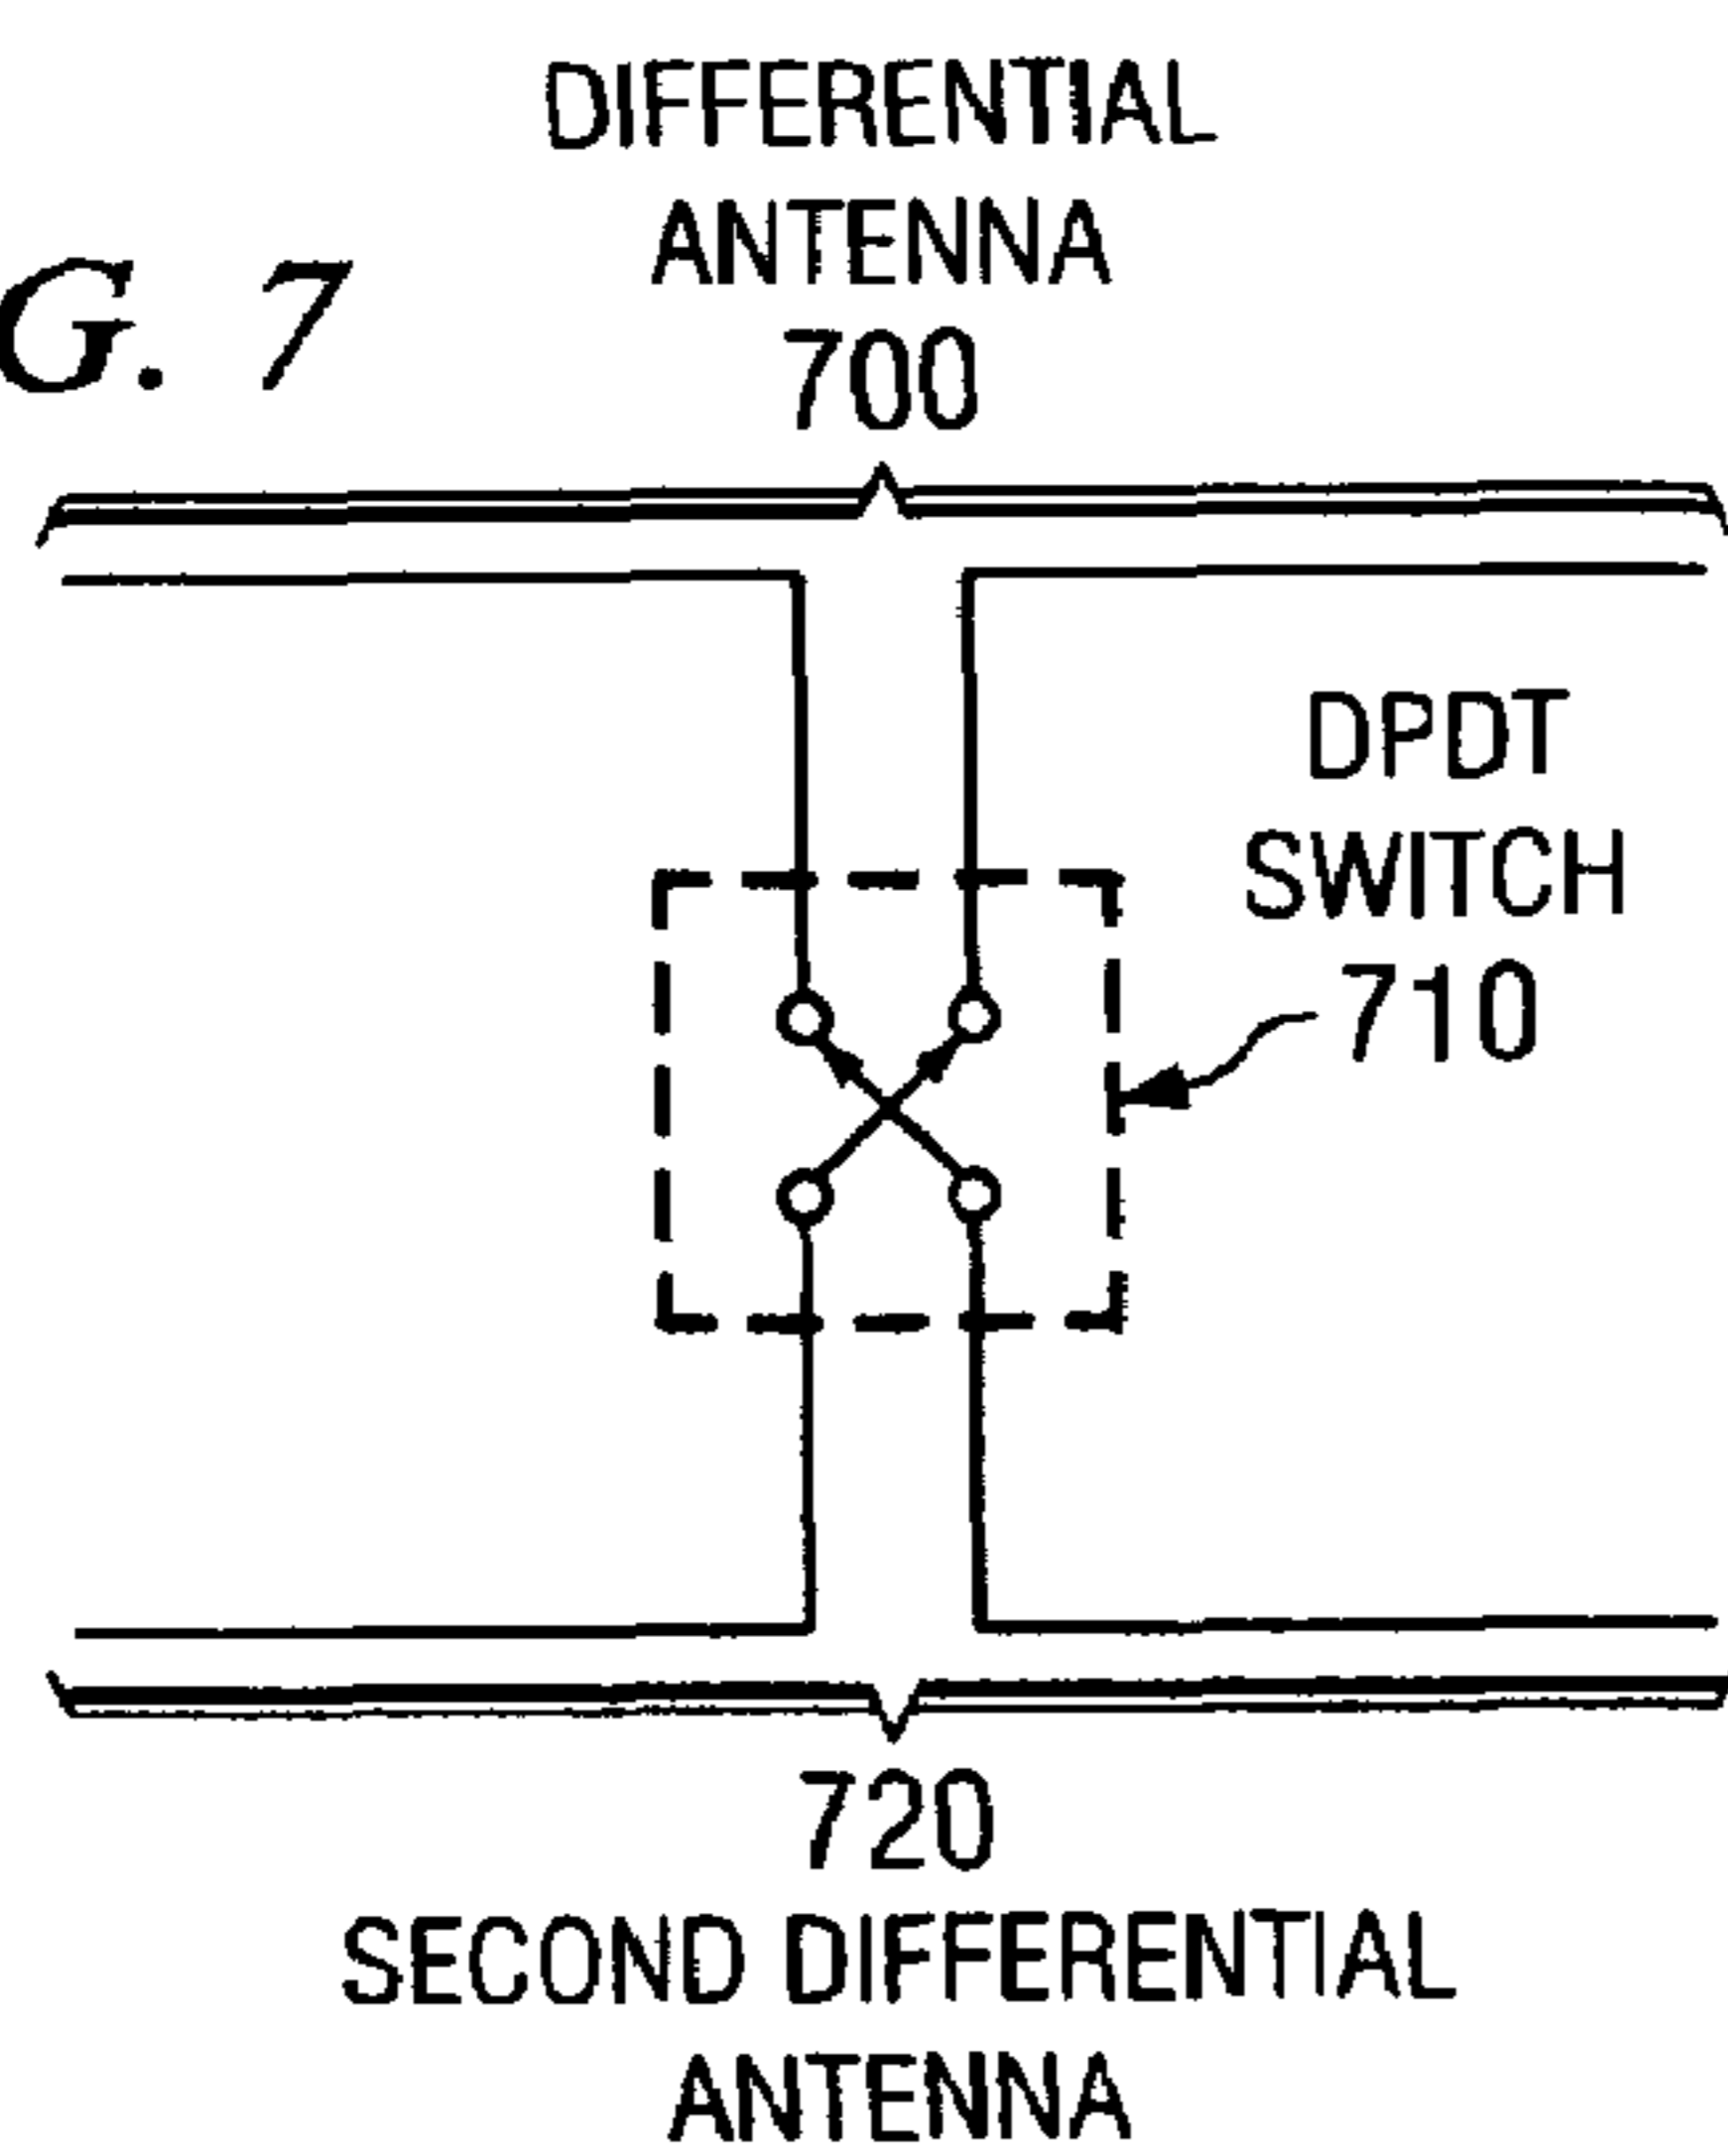 DIFFERENTIAL
ANTENNA
700
G. 7
DPDT
SWITCH
710
720
SECOND DIFFERENTIAL
ANTENNA